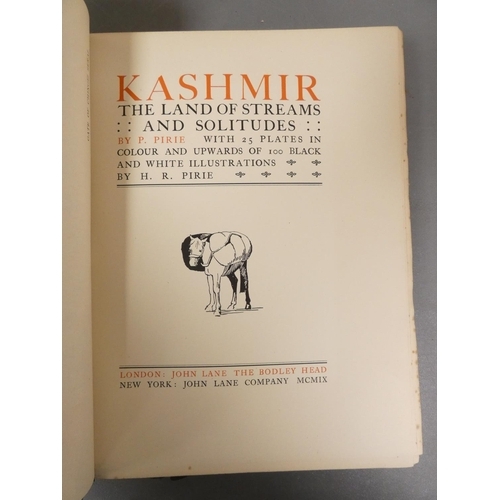 KASHMIR
THE LAND OF STREAMS
:: AND SOLITUDES ::
BY P. PIRIE WITH 25 PLATES IN
COLOUR AND UPWARDS OF 100 BLACK
AND WHITE ILLUSTRATIONS
BY H. R. PIRIE
LONDON: JOHN LANE THE BODLEY HEAD
NEW YORK: JOHN LANE COMPANY MCMIX